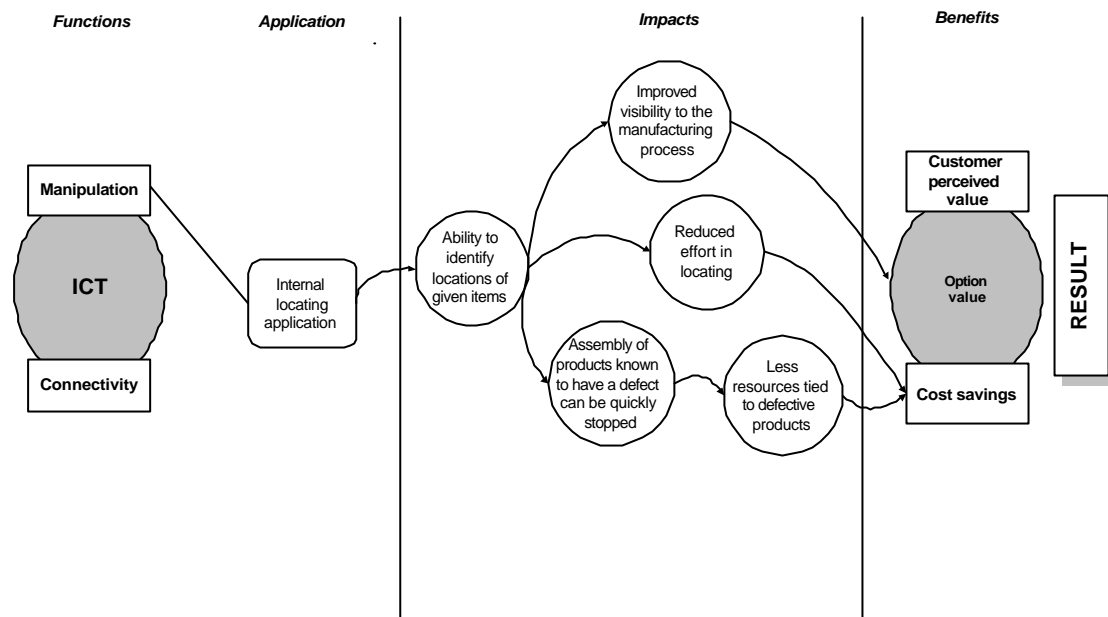 Functions
Application
Impacts
Benefits
Manipulation
ICT
Connectivity
Internal
locating
application
Ability to
identify
locations of
given items
Improved
visibility to the
manufacturing
process
Reduced
effort in
locating
Assembly of
products known
to have a defect
can be quickly
stopped
Less
resources tied
to defective
products
Customer
perceived
value
Option
value
Cost savings
RESULT